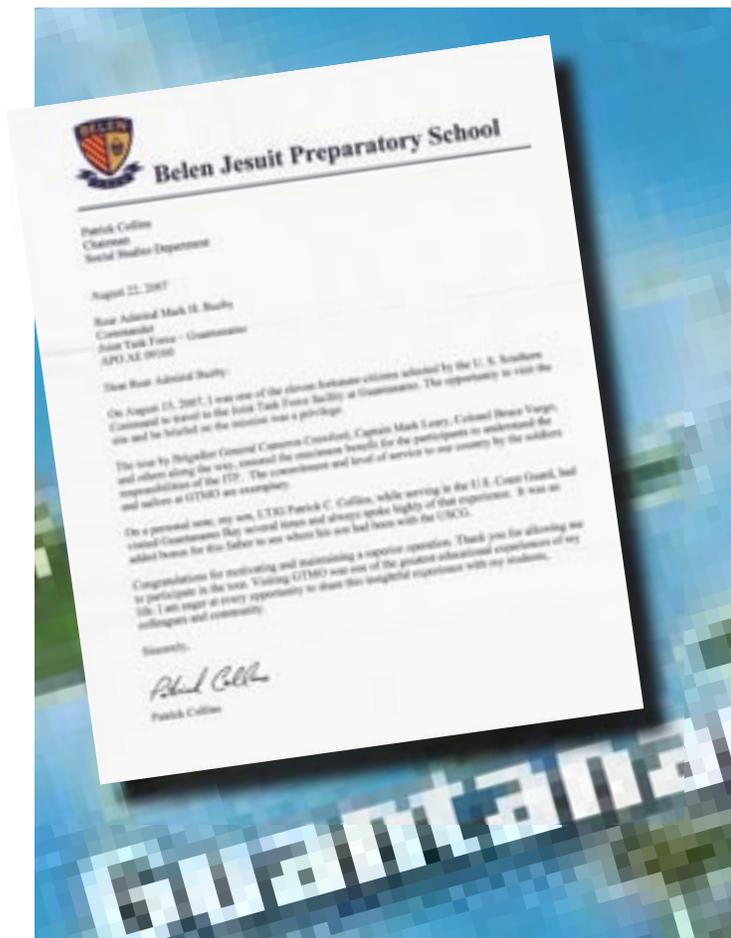 BELEN
Belen Jesuit Preparatory School
Patrick Collins
Chairman
Social Studies Department
August 22, 2007
Rear Admiral Mark H. Buzby
Commander
Joint Task Force - Guantanamo
APO AE 09360
Dear Rear Admiral Buzby:
On August 15, 2007, I was one of the eleven fortunate citizens selected by the U. S. Southern
Command to travel to the Joint Task Force facility at Guantanamo. The opportunity to visit the
site and be briefed on the mission was a privilege.
The tour by Brigadier General Cameron Crawford, Captain Mark Leary, Colonel Bruce Vargo,
and others along the way, ensured the maximum benefit for the participants to understand the
responsibilities of the JTF. The commitment and level of service to our country by the soldiers
and sailors at GTMO are exemplary.
On a personal note, my son, LTJG Patrick C. Collins, while serving in the U.S. Coast Guard, had
visited Guantanamo Bay several times and always spoke highly of that experience. It was an
added bonus for this father to see where his son had been with the USCG.
Congratulations for motivating and maintaining a superior operation. Thank you for allowing me
to participate in the tour. Visiting GTMO was one of the greatest educational experiences of my
life. I am eager at every opportunity to share this insightful experience with my students,
colleagues and community.
Sincerely,
Patrick Collins
Patrick Collins
Guantana